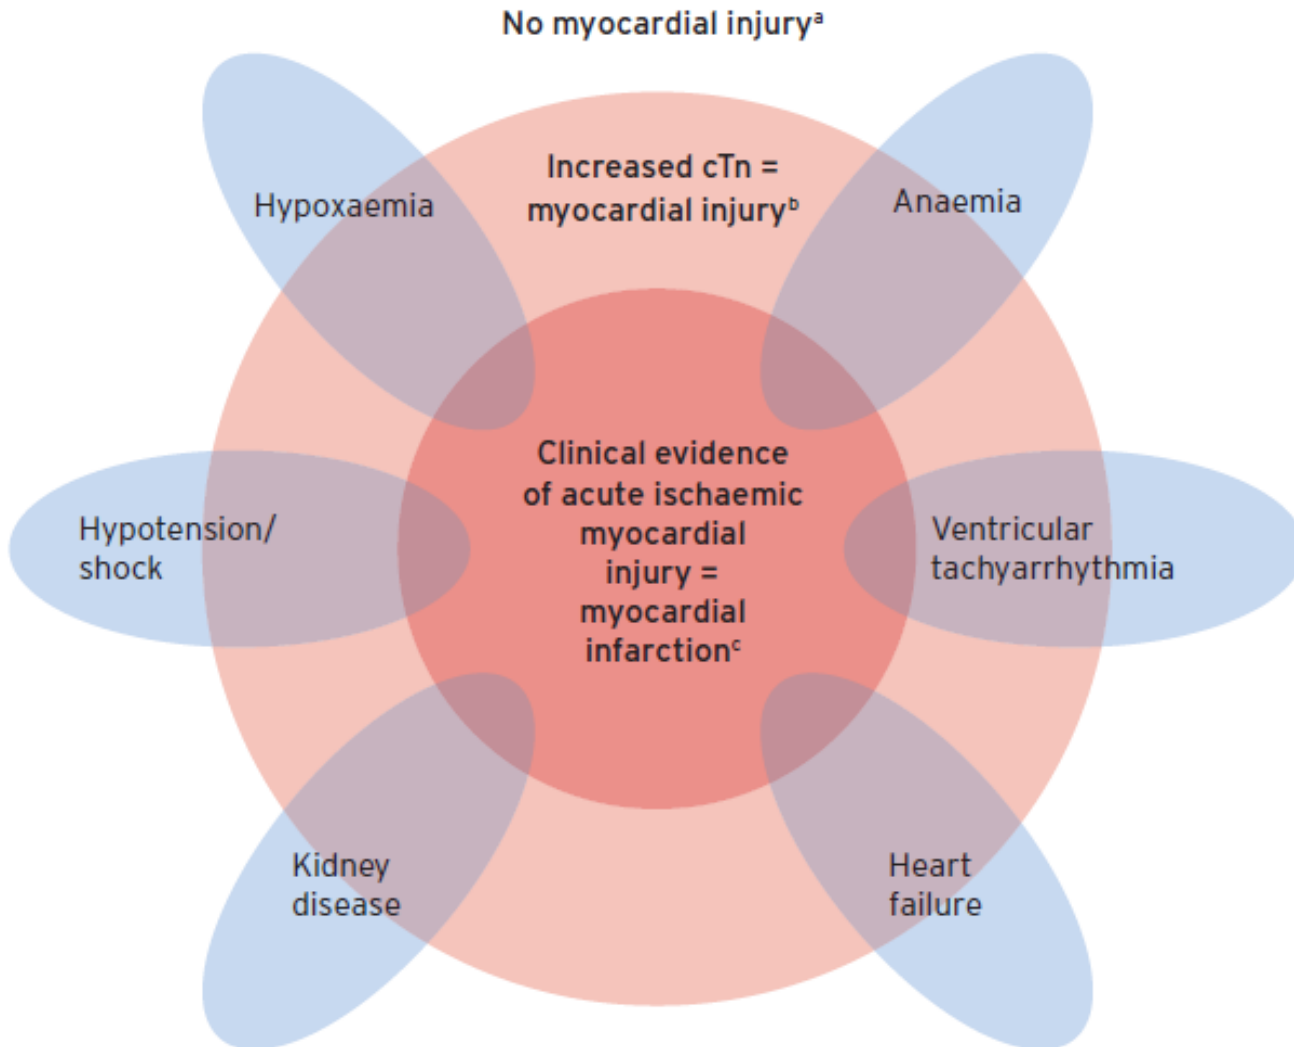 No myocardial injuryᵃ
Increased cTn =
myocardial injuryᵇ
Hypoxaemia
Anaemia
Clinical evidence
of acute ischaemic
myocardial
injury =
myocardial
infarctionᶜ
Hypotension/
shock
Ventricular
tachyarrhythmia
Kidney
disease
Heart
failure